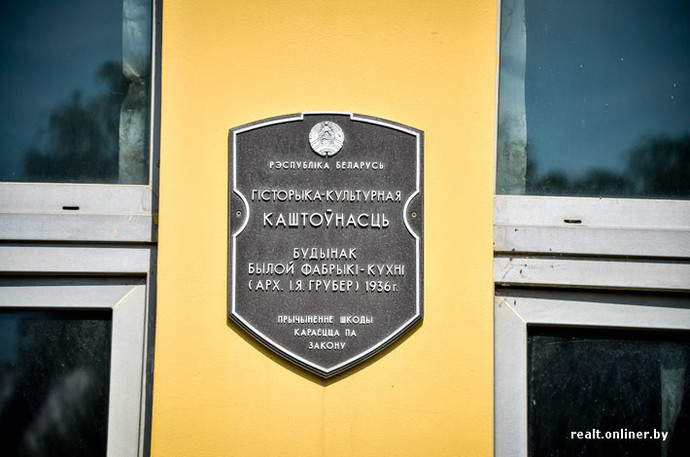 РЭСПУБЛІКА БЕЛАРУСЬ
ГІСТОРЫКА-КУЛЬТУРНАЯ
КАШТОЎНАСЦЬ
БУДЫНАК
БЫЛОЙ ФАБРЫКІ-КУХНІ
(АРХ. І.Я. ГРУБЕР) 1936 г.
ПРЫЧЫНЕННЕ ШКОДЫ
КАРАЕЦЦА ПА
ЗАКОНУ
realt.onliner.by